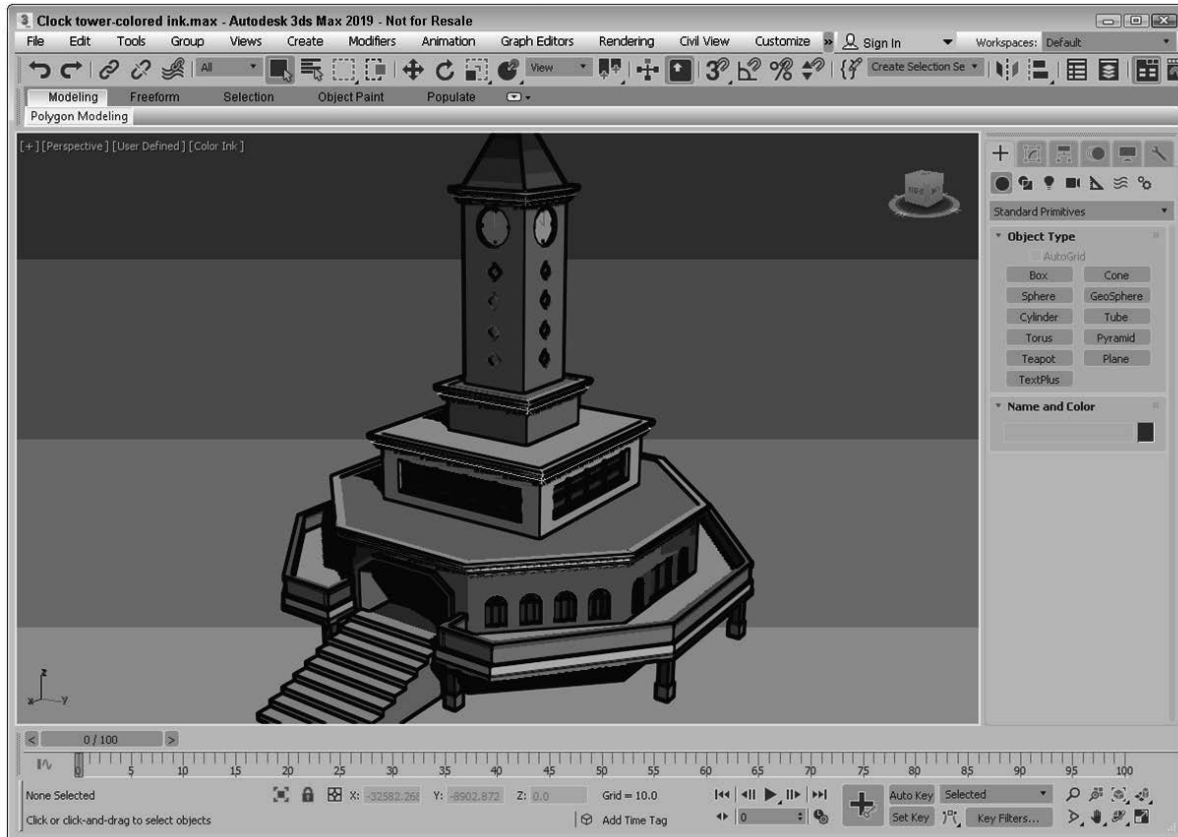 Clock tower-colored ink.max - Autodesk 3ds Max 2019 - Not for Resale
File Edit Tools Group Views Create Modifiers Animation Graph Editors Rendering Civil View Customize » Sign In Workspaces: Default
All View Create Selection Se
Modeling Freeform Selection Object Paint Populate
Polygon Modeling
[+] [Perspective] [User Defined] [Color Ink]
Standard Primitives
Object Type
AutoGrid
Box Cone
Sphere GeoSphere
Cylinder Tube
Torus Pyramid
Teapot Plane
TextPlus
Name and Color
z
x y
< 0 / 100 >
0 5 10 15 20 25 30 35 40 45 50 55 60 65 70 75 80 85 90 95 100
None Selected X: -32582.268 Y: -8902.872 Z: 0.0 Grid = 10.0 Auto Key Selected
Click or click-and-drag to select objects Add Time Tag 0 Set Key Key Filters...